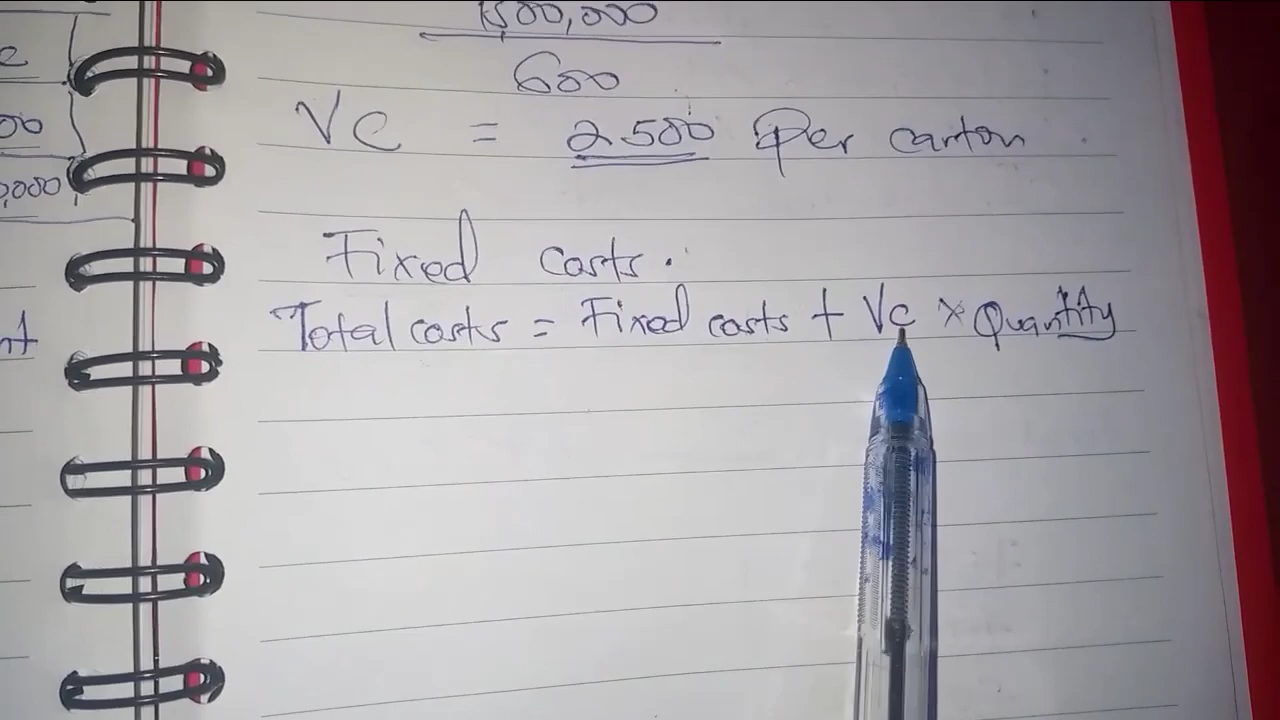 1500,000
600
VC = 2500 Per carton
Fixed costs.
Total costs = Fixed costs + VC × Quantity